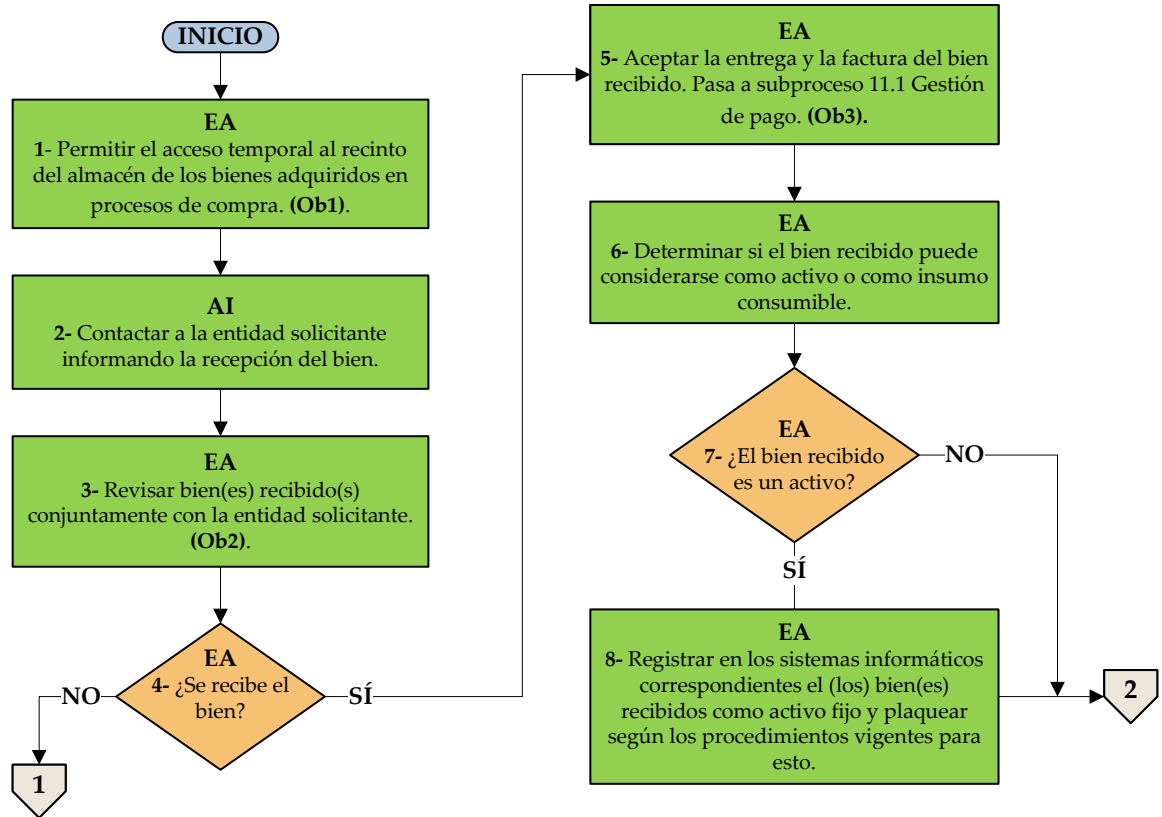 INICIO
EA
1- Permitir el acceso temporal al recinto
del almacén de los bienes adquiridos en
procesos de compra. (Ob1).
AI
2- Contactar a la entidad solicitante
informando la recepción del bien.
EA
3- Revisar bien(es) recibido(s)
conjuntamente con la entidad solicitante.
(Ob2).
EA
4- ¿Se recibe el
bien?
NO
SÍ
1
EA
5- Aceptar la entrega y la factura del bien
recibido. Pasa a subproceso 11.1 Gestión
de pago. (Ob3).
EA
6- Determinar si el bien recibido puede
considerarse como activo o como insumo
consumible.
EA
7- ¿El bien recibido
es un activo?
NO
SÍ
EA
8- Registrar en los sistemas informáticos
correspondientes el (los) bien(es)
recibidos como activo fijo y plaquear
según los procedimientos vigentes para
esto.
2